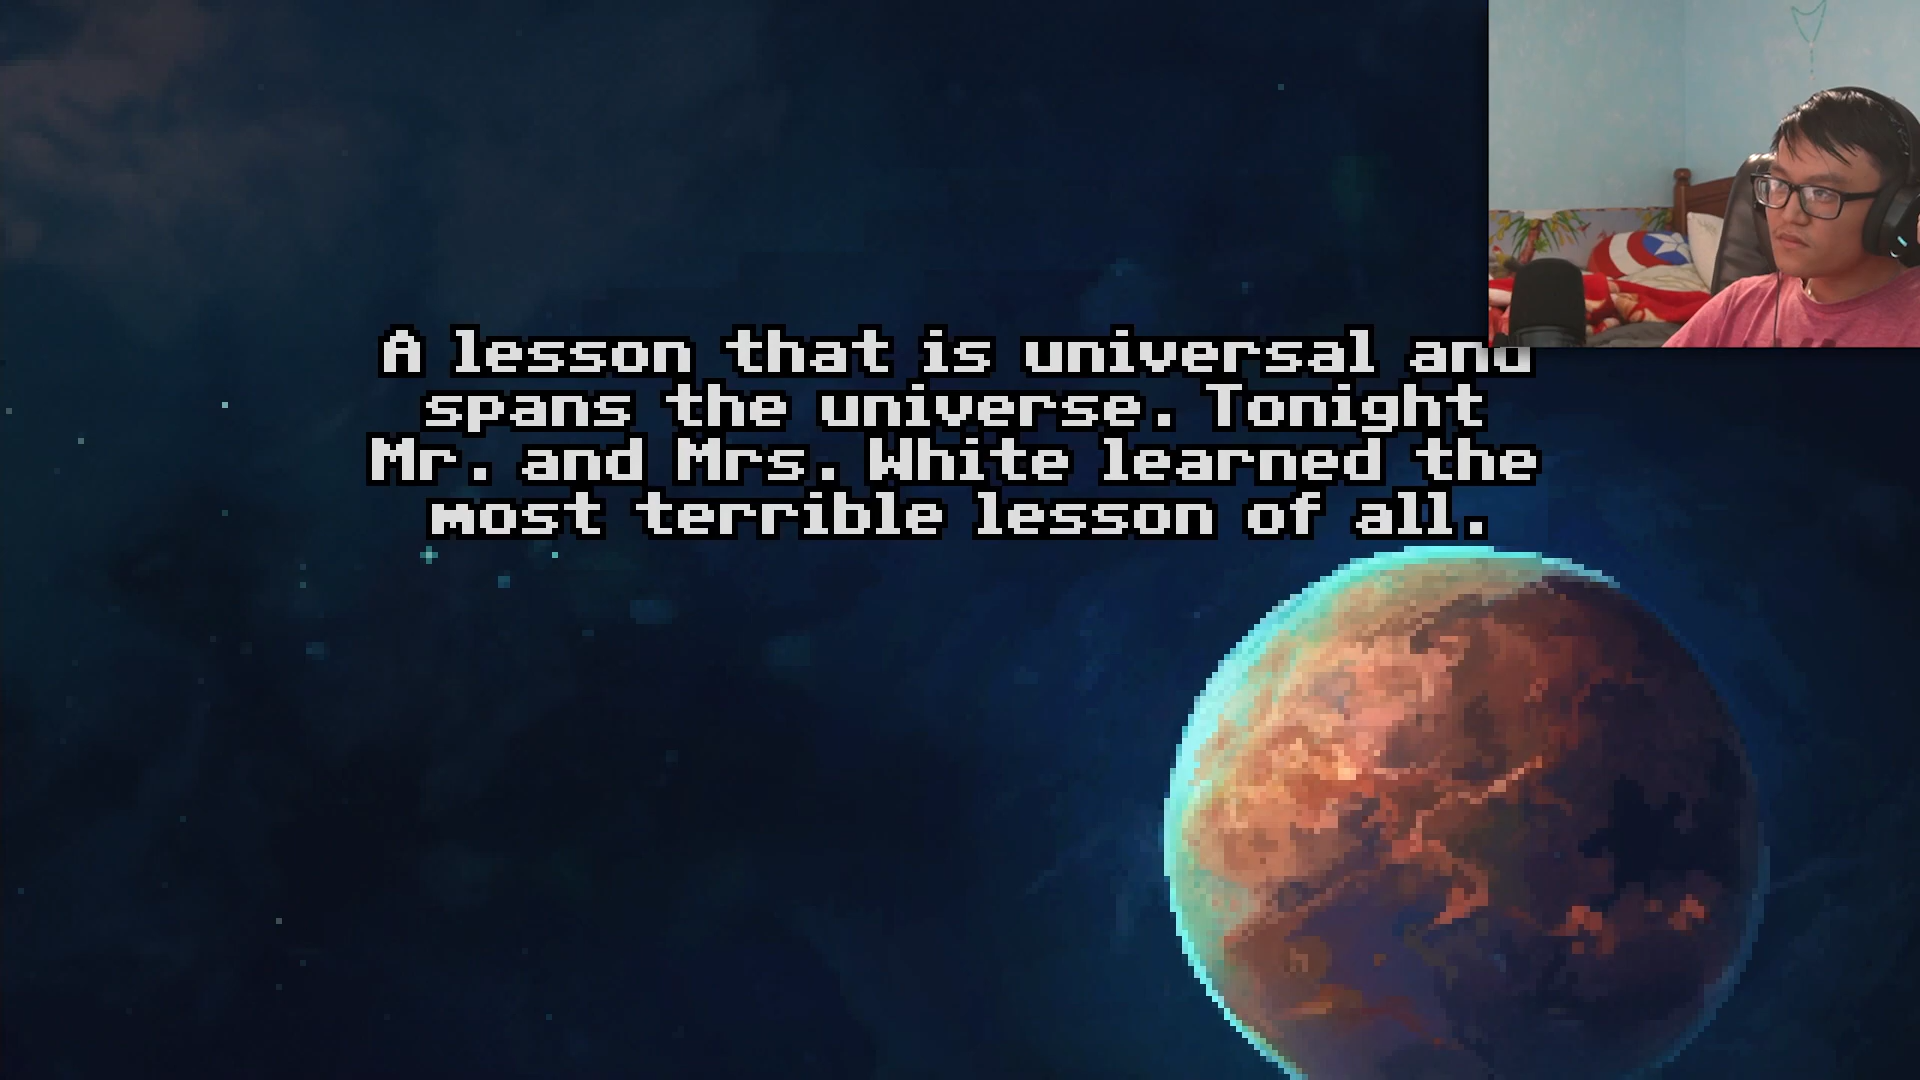 A lesson that is universal and
spans the universe. Tonight
Mr. and Mrs. White learned the
most terrible lesson of all.